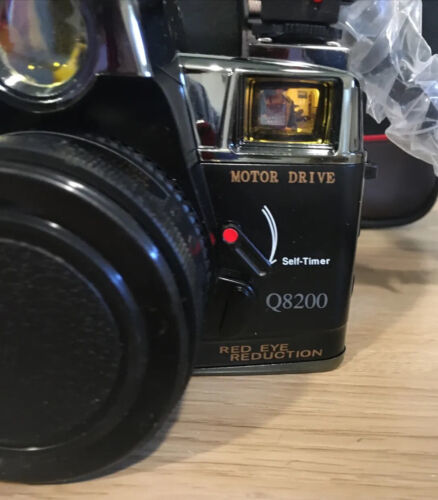 MOTOR DRIVE
Self-Timer
Q8200
RED EYE
REDUCTION